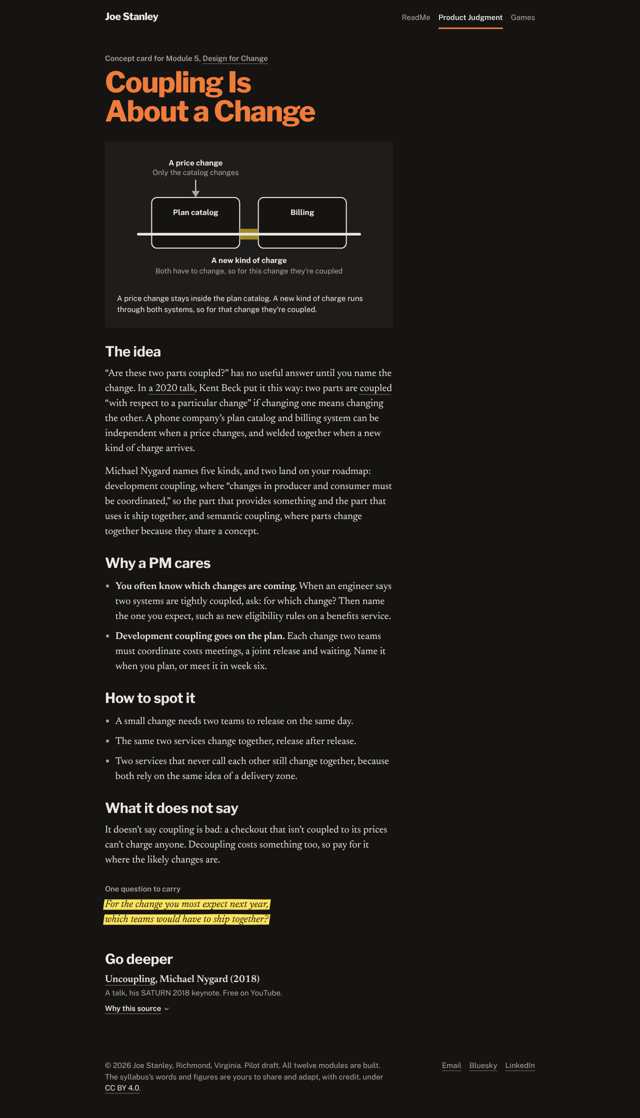 Joe Stanley
ReadMe Product Judgment Games
Concept card for Module 5, Design for Change
Coupling Is
About a Change
A price change
Only the catalog changes
Plan catalog
Billing
A new kind of charge
Both have to change, so for this change they're coupled
A price change stays inside the plan catalog. A new kind of charge runs
through both systems, so for that change they're coupled.
The idea
“Are these two parts coupled?” has no useful answer until you name the
change. In a 2020 talk, Kent Beck put it this way: two parts are coupled
“with respect to a particular change” if changing one means changing
the other. A phone company’s plan catalog and billing system can be
independent when a price changes, and welded together when a new
kind of charge arrives.
Michael Nygard names five kinds, and two land on your roadmap:
development coupling, where “changes in producer and consumer must
be coordinated,” so the part that provides something and the part that
uses it ship together, and semantic coupling, where parts change
together because they share a concept.
Why a PM cares
• You often know which changes are coming. When an engineer says
two systems are tightly coupled, ask: for which change? Then name
the one you expect, such as new eligibility rules on a benefits service.
• Development coupling goes on the plan. Each change two teams
must coordinate costs meetings, a joint release and waiting. Name it
when you plan, or meet it in week six.
How to spot it
• A small change needs two teams to release on the same day.
• The same two services change together, release after release.
• Two services that never call each other still change together, because
both rely on the same idea of a delivery zone.
What it does not say
It doesn’t say coupling is bad: a checkout that isn’t coupled to its prices
can’t charge anyone. Decoupling costs something too, so pay for it
where the likely changes are.
One question to carry
For the change you most expect next year,
which teams would have to ship together?
Go deeper
Uncoupling, Michael Nygard (2018)
A talk, his SATURN 2018 keynote. Free on YouTube.
Why this source
© 2026 Joe Stanley, Richmond, Virginia. Pilot draft. All twelve modules are built.
The syllabus’s words and figures are yours to share and adapt, with credit, under
CC BY 4.0.
Email Bluesky LinkedIn